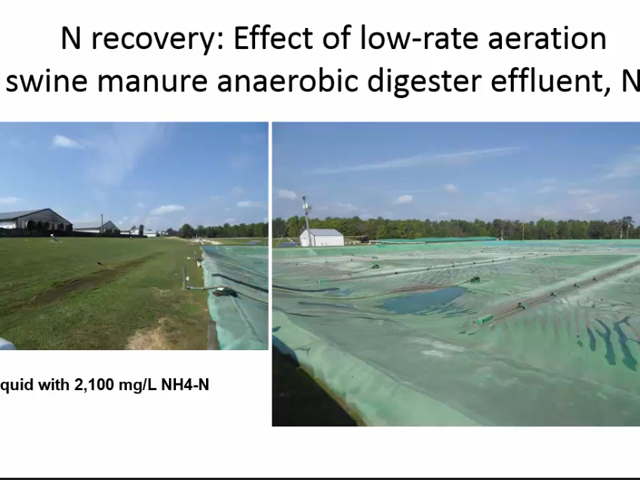 N recovery: Effect of low-rate aeration
swine manure anaerobic digester effluent, N
quid with 2,100 mg/L NH4-N